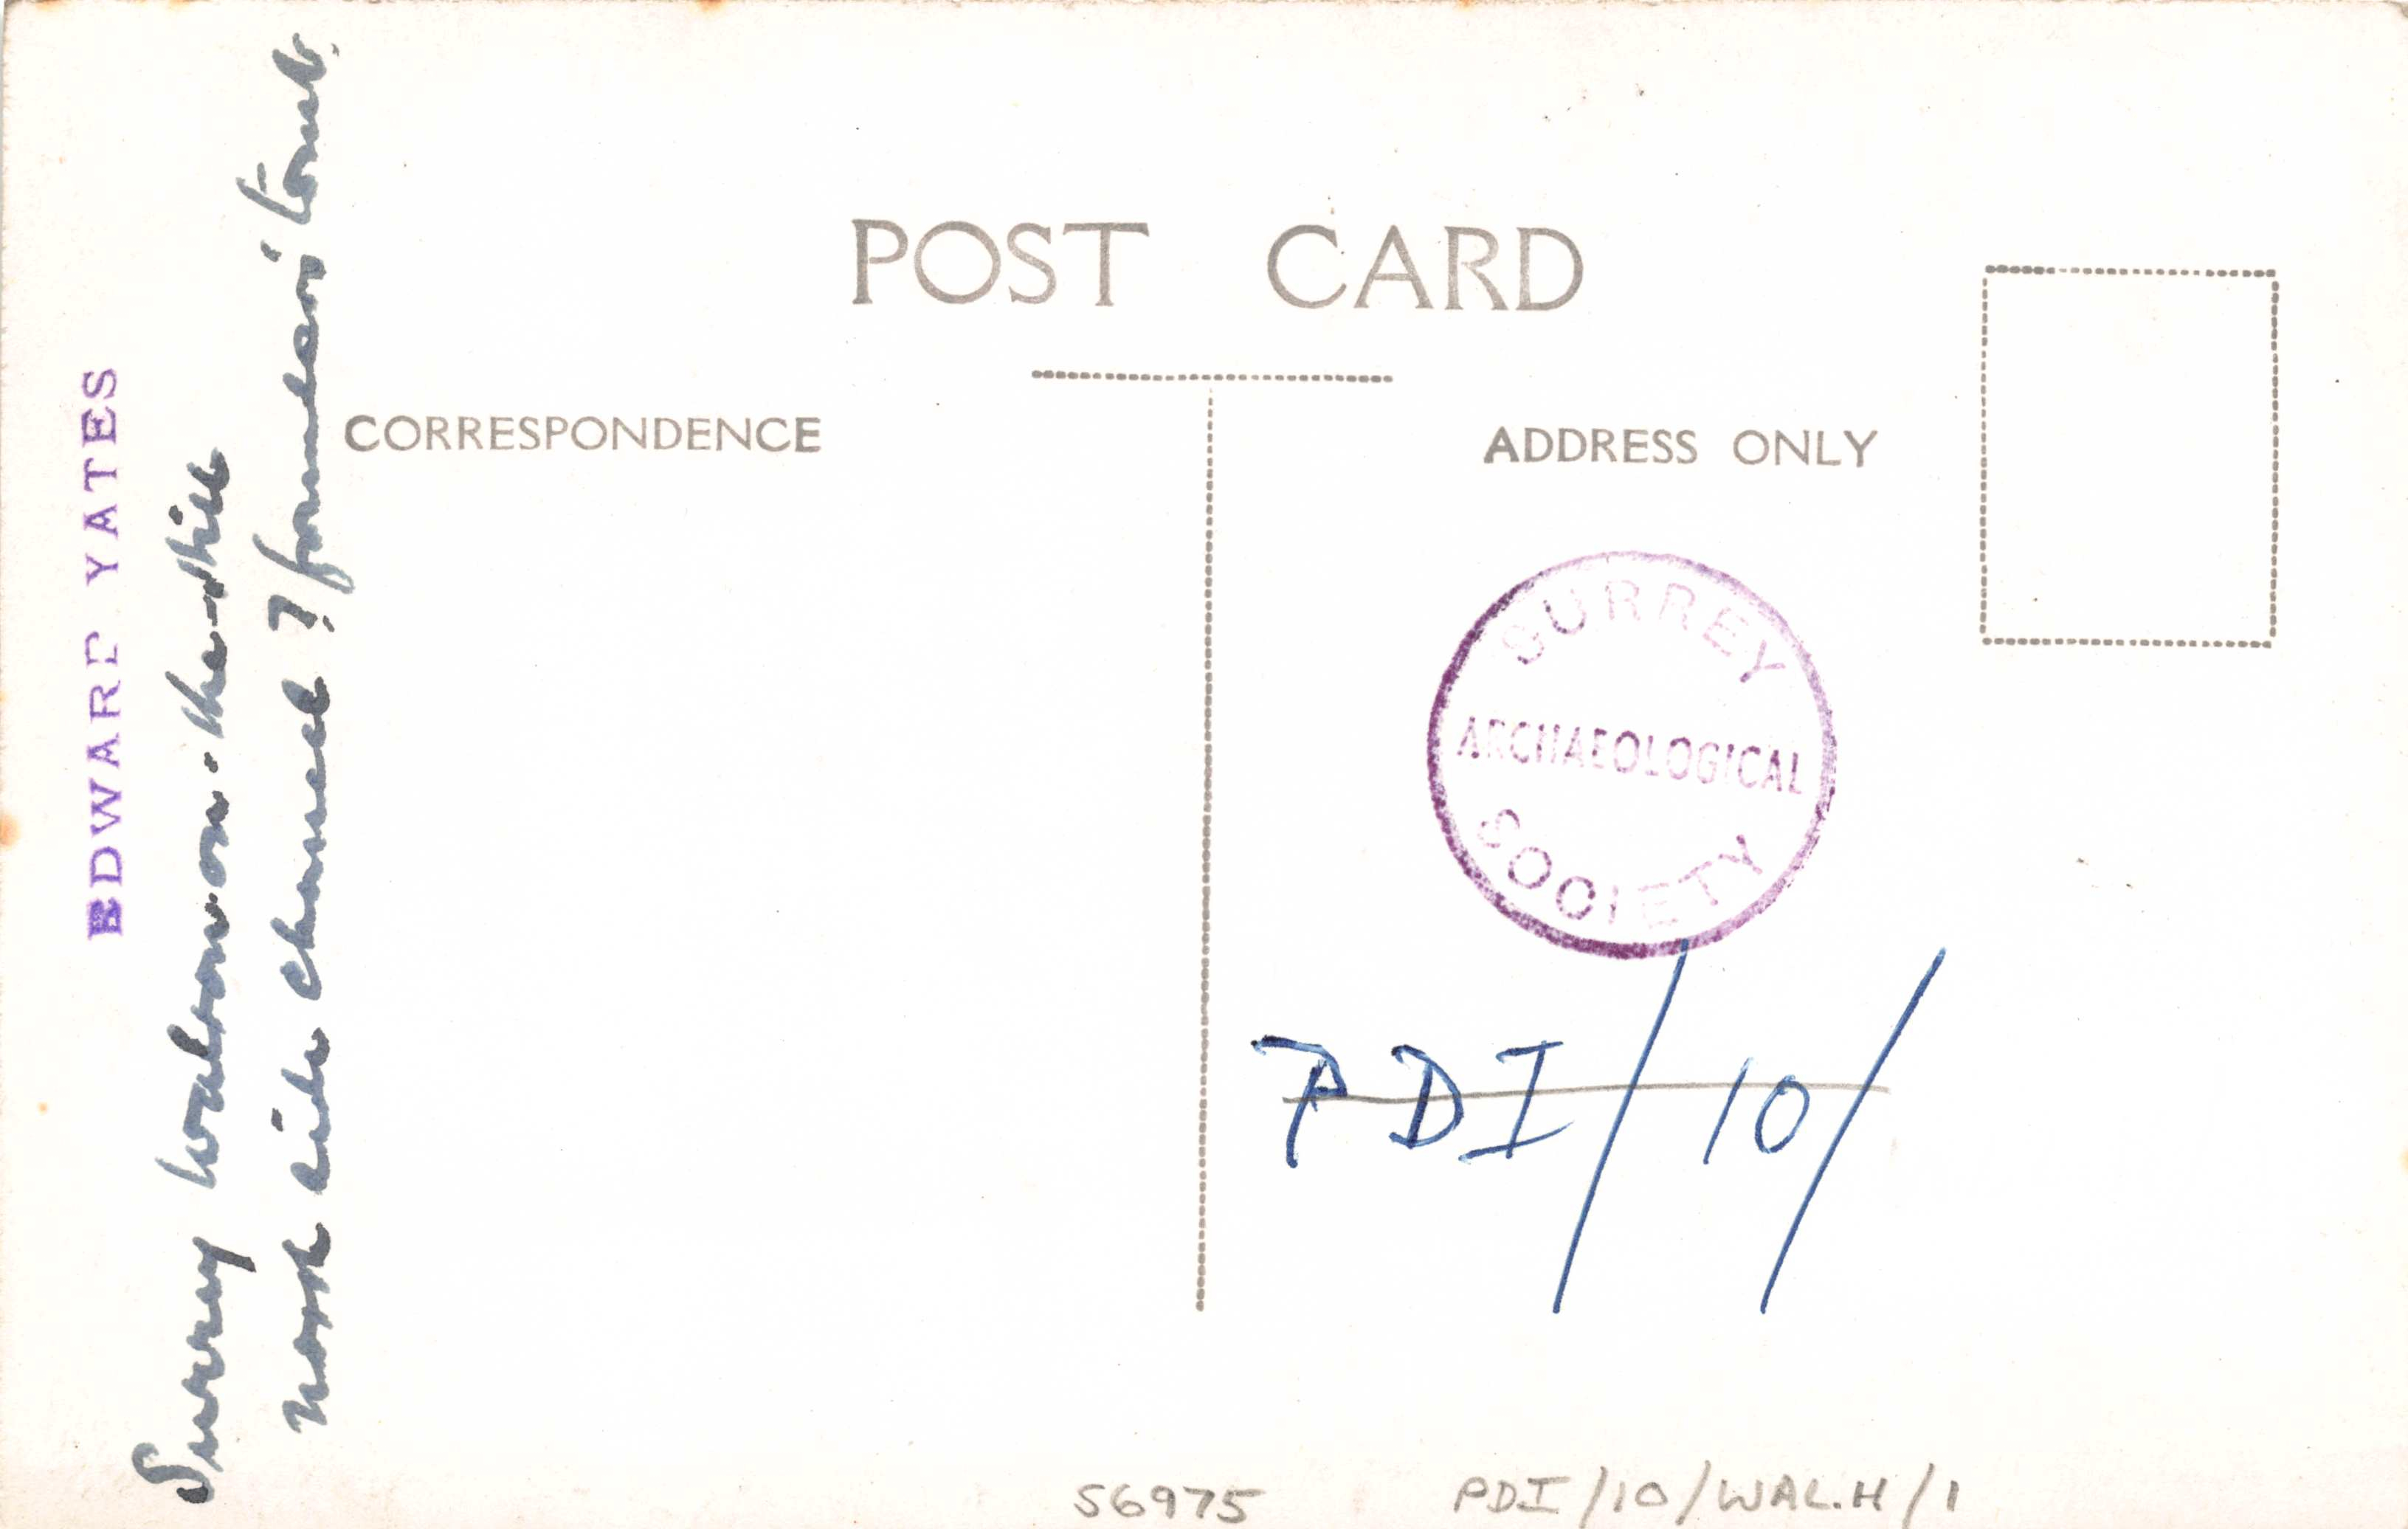 EDWARD YATES
Surrey Walton-on-the-Hill
North side chancel ? founders' tomb.
POST CARD
CORRESPONDENCE
ADDRESS ONLY
SURREY
ARCHAEOLOGICAL
SOCIETY
PDI/10/
S6975
PDI/10/WAL.H/1